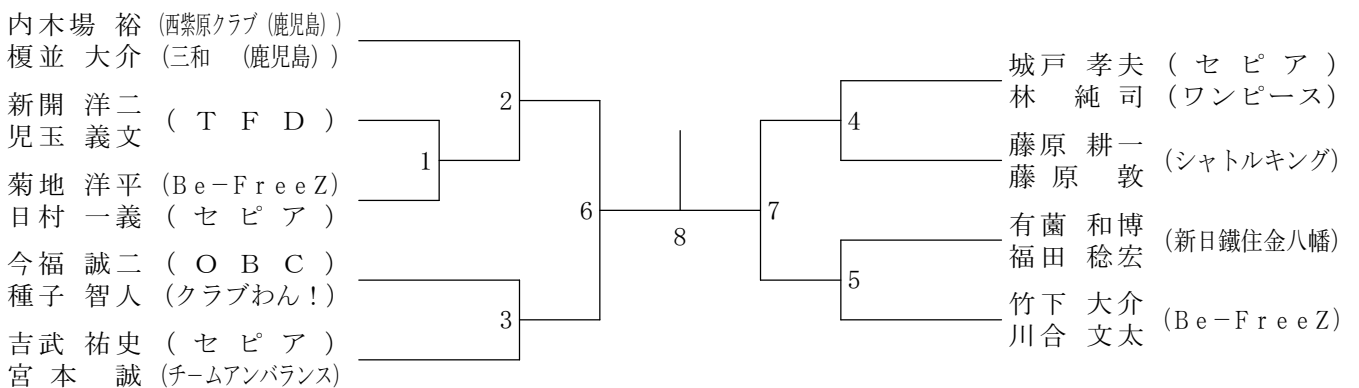 内木場 裕 (西紫原クラブ(鹿児島))
榎並 大介 (三和 (鹿児島))
新開 洋二
児玉 義文
(TFD)
菊地 洋平 (Be-FreeZ)
日村 一義 (セピア)
今福 誠二 (OBC)
種子 智人 (クラブわん!)
吉武 祐史 (セピア)
宮本 誠 (チームアンバランス)
1
2
3
6
8
7
4
5
城戸 孝夫 (セピア)
林 純司 (ワンピース)
藤原 耕一
藤原 敦
(シャトルキング)
有薗 和博
福田 稔宏
(新日鐵住金八幡)
竹下 大介
川合 文太
(Be-FreeZ)